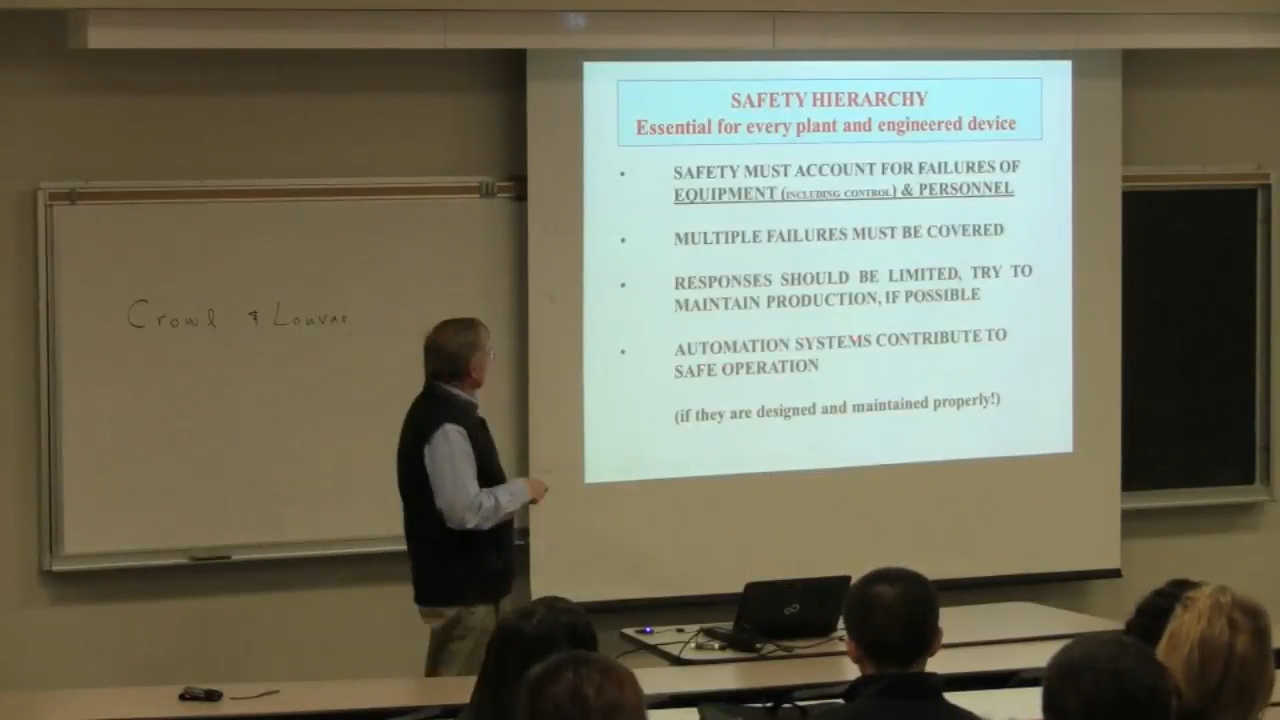 SAFETY HIERARCHY
Essential for every plant and engineered device
• SAFETY MUST ACCOUNT FOR FAILURES OF
EQUIPMENT (INCLUDING CONTROL) & PERSONNEL
• MULTIPLE FAILURES MUST BE COVERED
• RESPONSES SHOULD BE LIMITED, TRY TO
MAINTAIN PRODUCTION, IF POSSIBLE
• AUTOMATION SYSTEMS CONTRIBUTE TO
SAFE OPERATION
(if they are designed and maintained properly!)
Crowl & Louvar